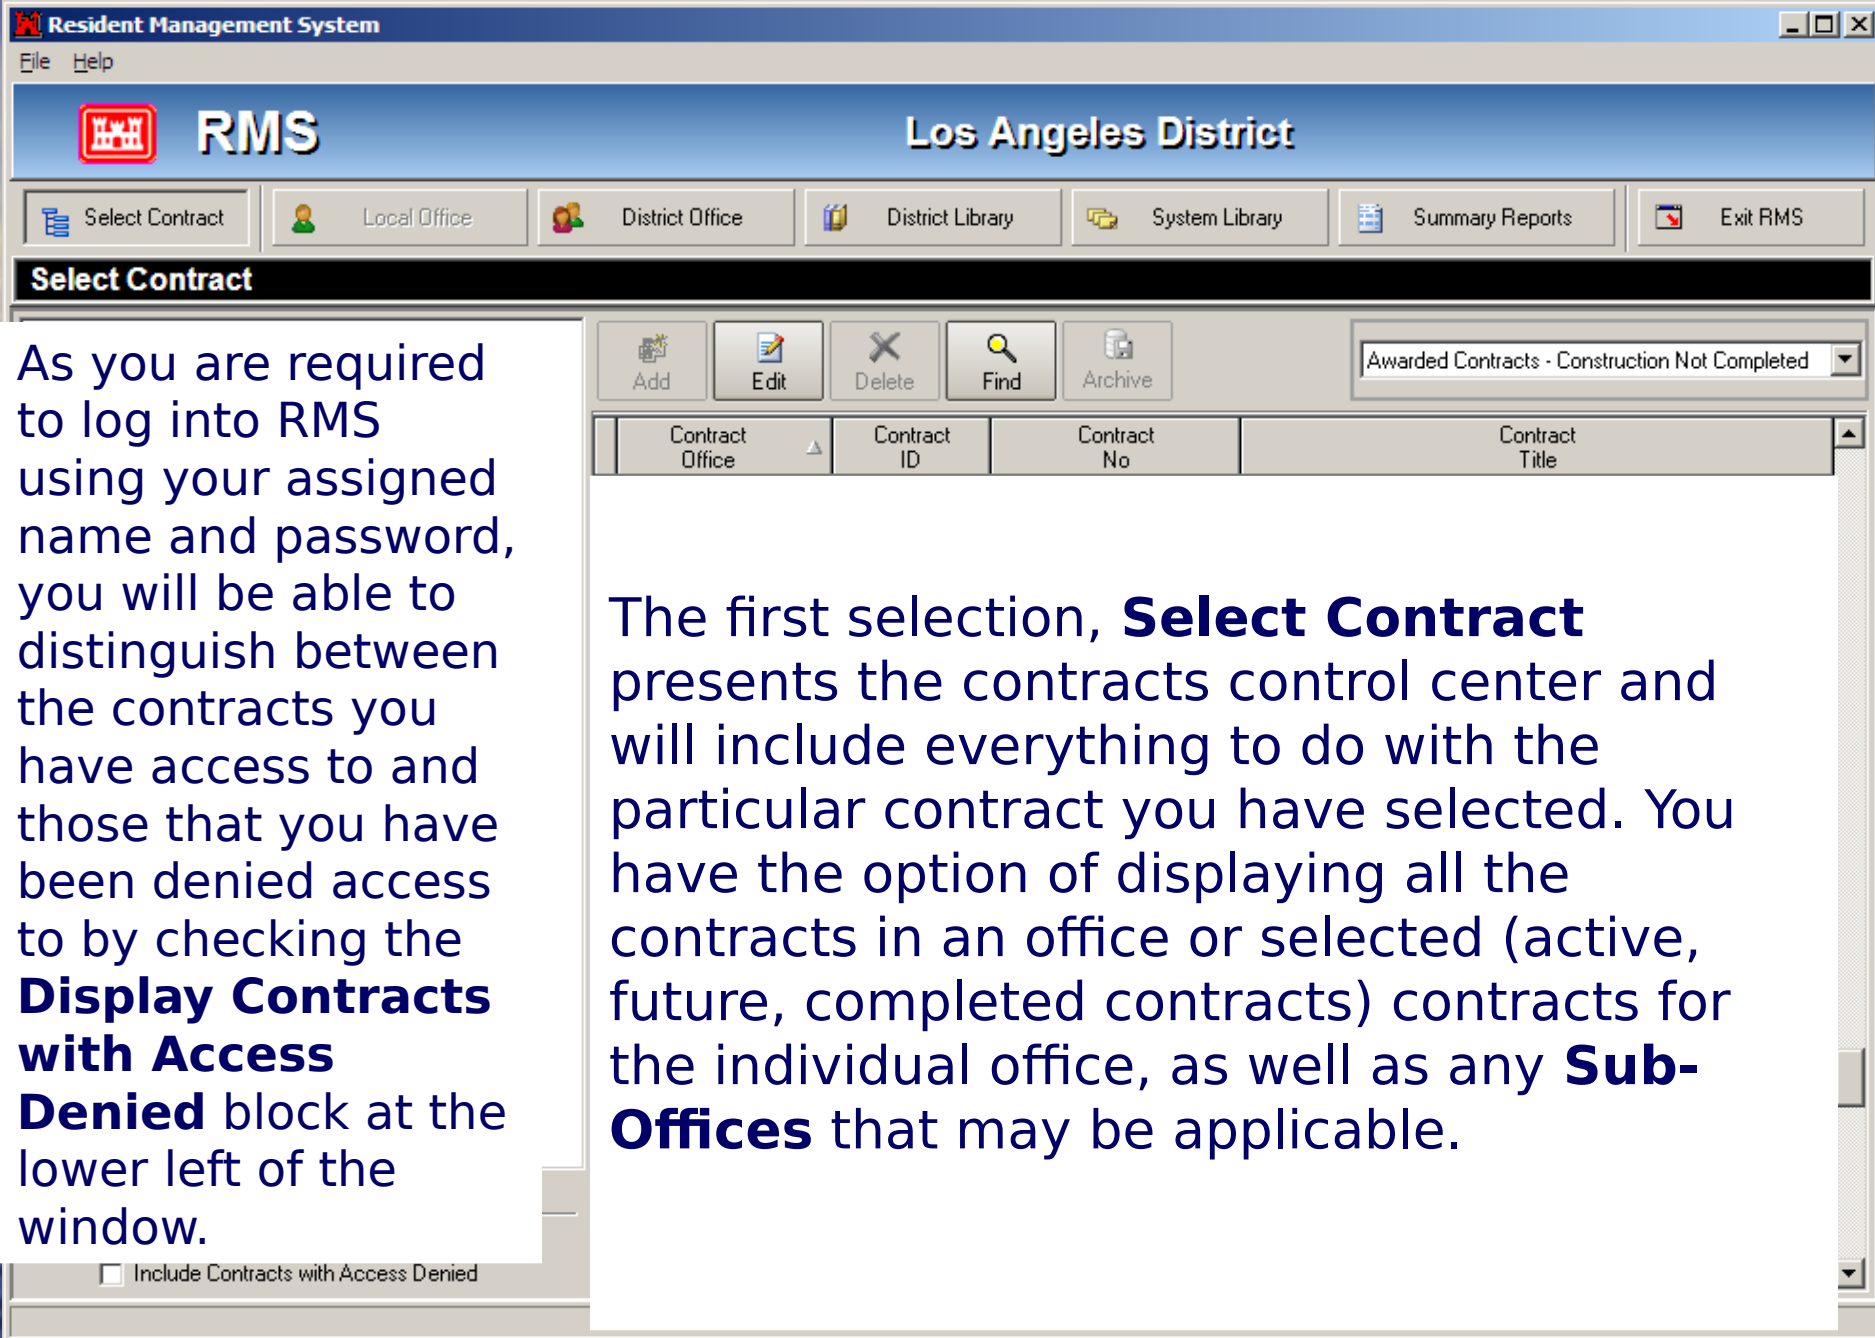 Resident Management System
File Help
RMS
Los Angeles District
Select Contract
Local Office
District Office
District Library
System Library
Summary Reports
Exit RMS
Select Contract
As you are required
to log into RMS
using your assigned
name and password,
you will be able to
distinguish between
the contracts you
have access to and
those that you have
been denied access
to by checking the
Display Contracts
with Access
Denied block at the
lower left of the
window.
Include Contracts with Access Denied
Add
Edit
Delete
Find
Archive
Awarded Contracts - Construction Not Completed
Contract
Office
Contract
ID
Contract
No
Contract
Title
The first selection, Select Contract
presents the contracts control center and
will include everything to do with the
particular contract you have selected. You
have the option of displaying all the
contracts in an office or selected (active,
future, completed contracts) contracts for
the individual office, as well as any Sub-
Offices that may be applicable.